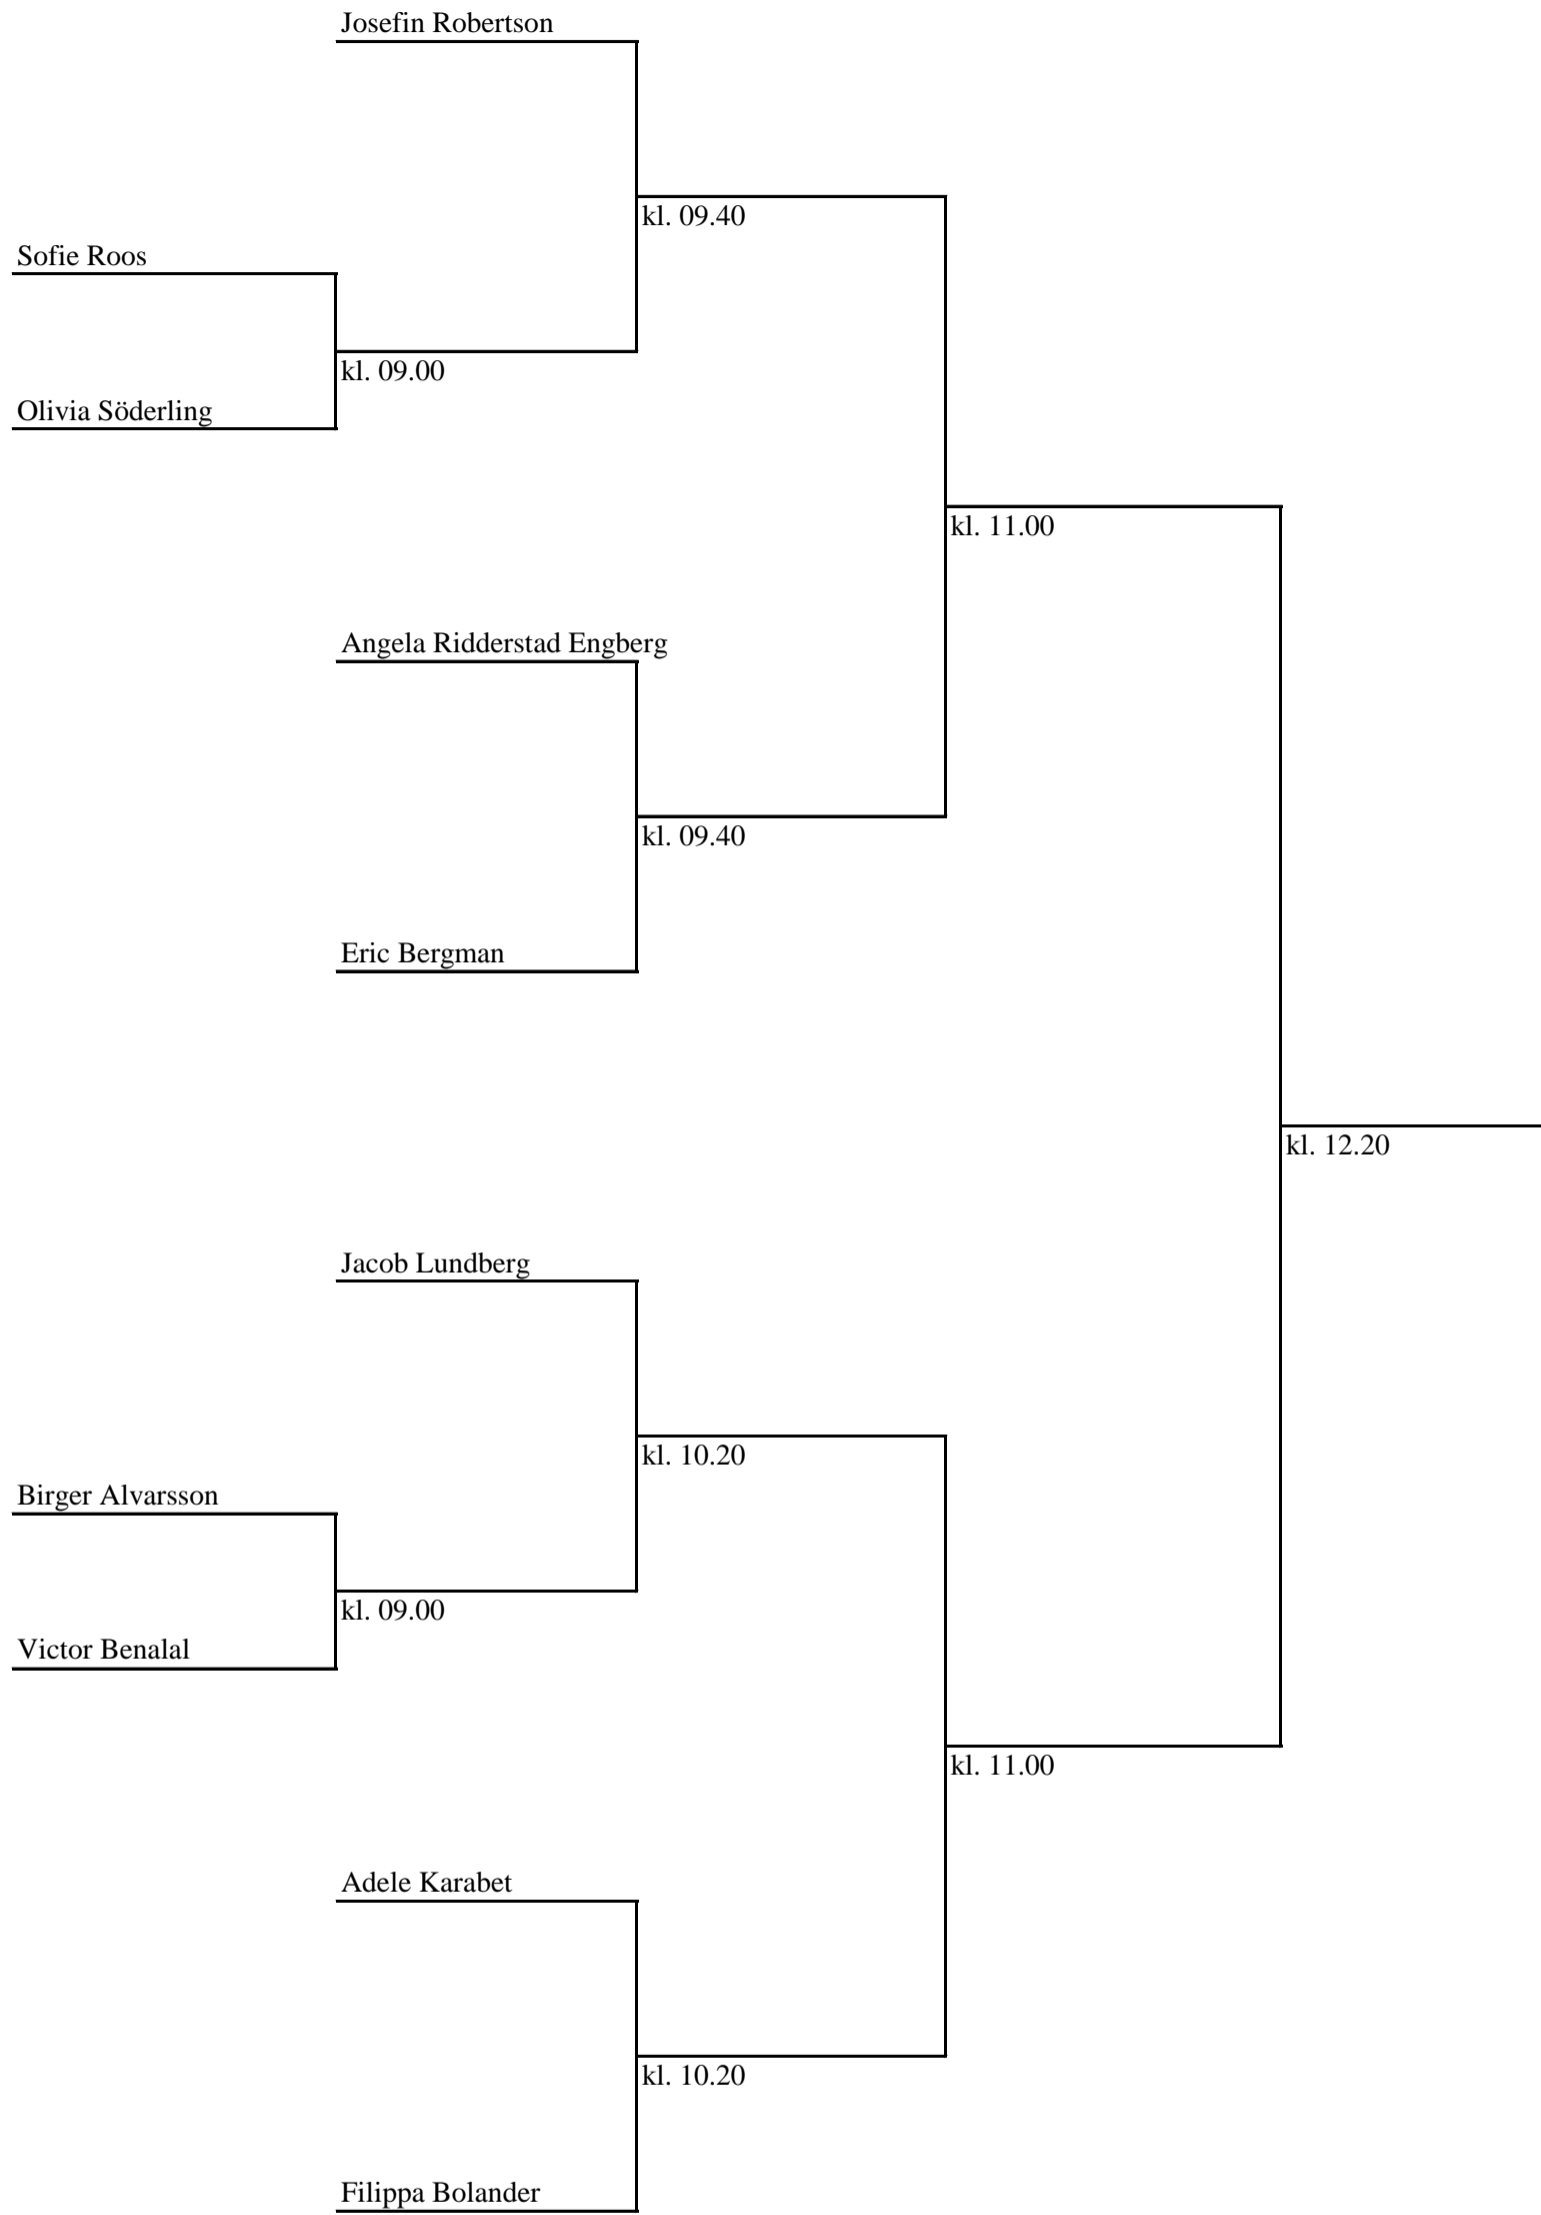 Josefin Robertson
kl. 09.40
Sofie Roos
kl. 09.00
Olivia Söderling
kl. 11.00
Angela Ridderstad Engberg
kl. 09.40
Eric Bergman
kl. 12.20
Jacob Lundberg
kl. 10.20
Birger Alvarsson
kl. 09.00
Victor Benalal
kl. 11.00
Adele Karabet
kl. 10.20
Filippa Bolander